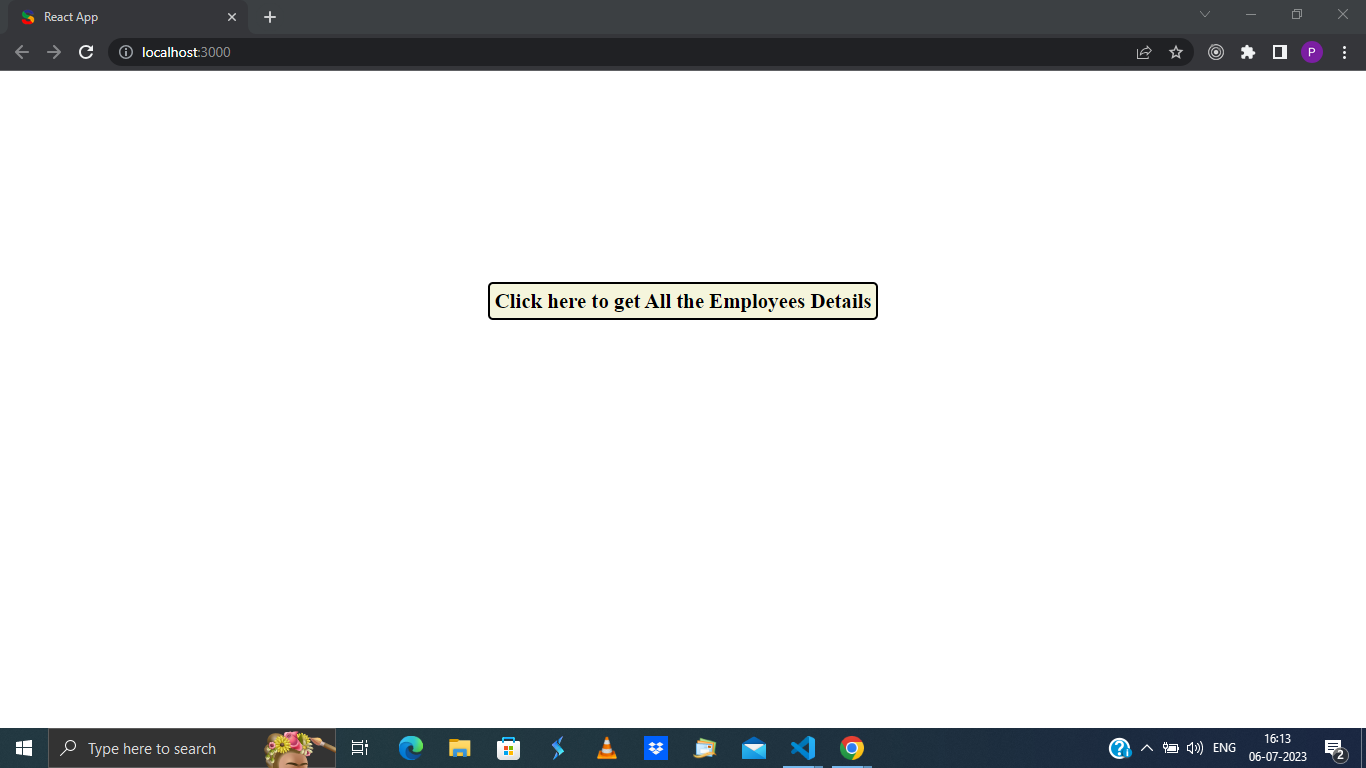 React App
localhost:3000
P
Click here to get All the Employees Details
Type here to search
ENG
16:13
06-07-2023
2